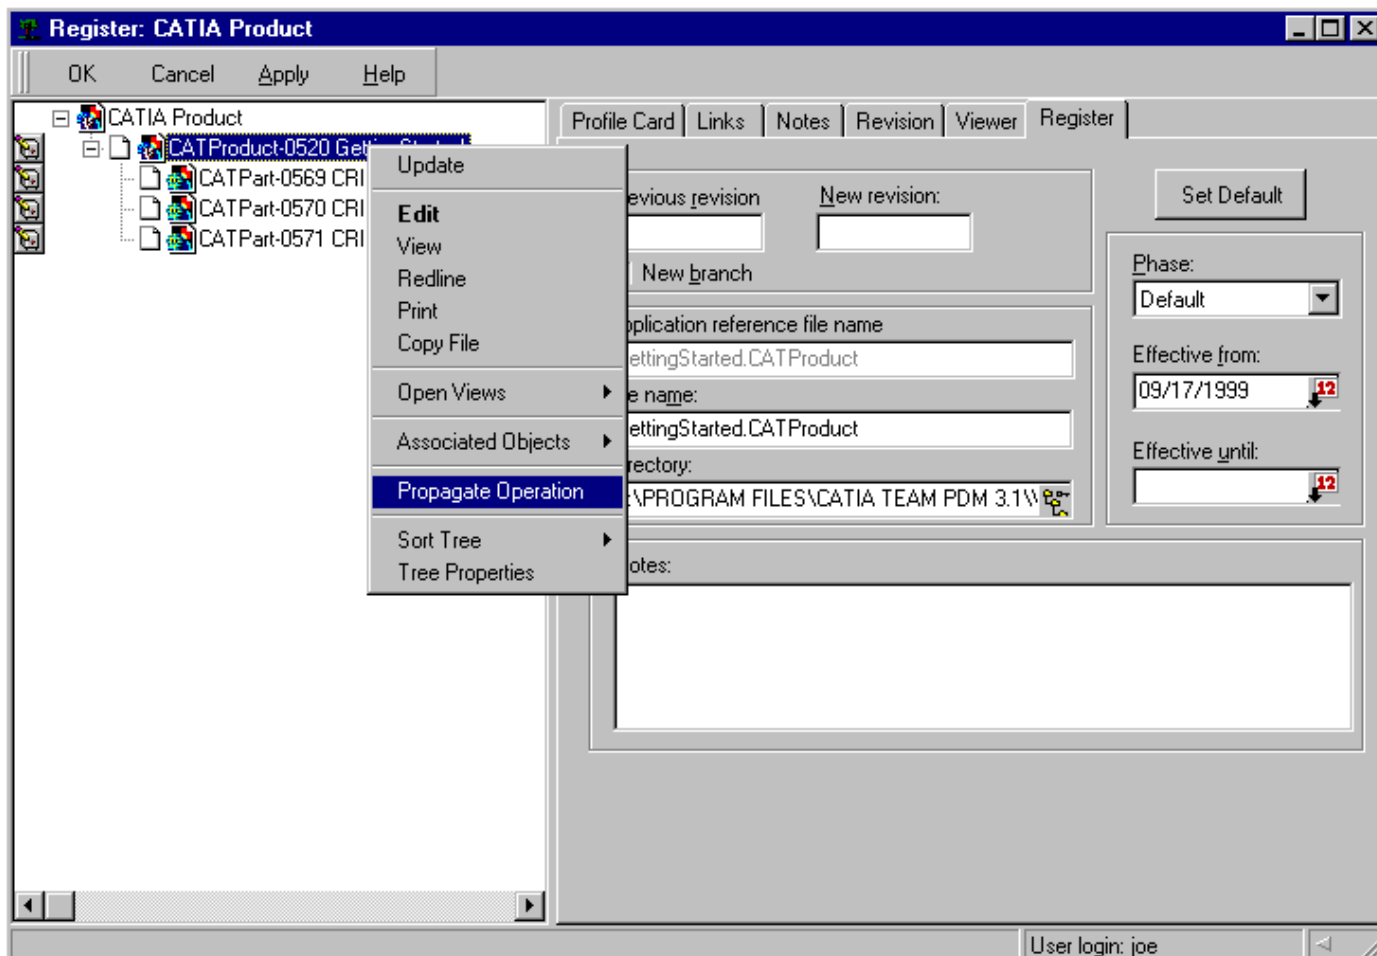 Register: CATIA Product
OK Cancel Apply Help
CATIA Product
CATProduct-0520
CATPart-0569 CRI
CATPart-0570 CRI
CATPart-0571 CRI
Update
Edit
View
Redline
Print
Copy File
Open Views
Associated Objects
Propagate Operation
Sort Tree
Tree Properties
Profile Card Links Notes Revision Viewer Register
evious revision New revision:
New branch
Set Default
Phase:
Default
Effective from:
09/17/1999 12
Effective until:
12
plication reference file name
ettingStarted.CATProduct
e name:
ettingStarted.CATProduct
rectory:
:\PROGRAM FILES\CATIA TEAM PDM 3.1\\
otes:
User login: joe